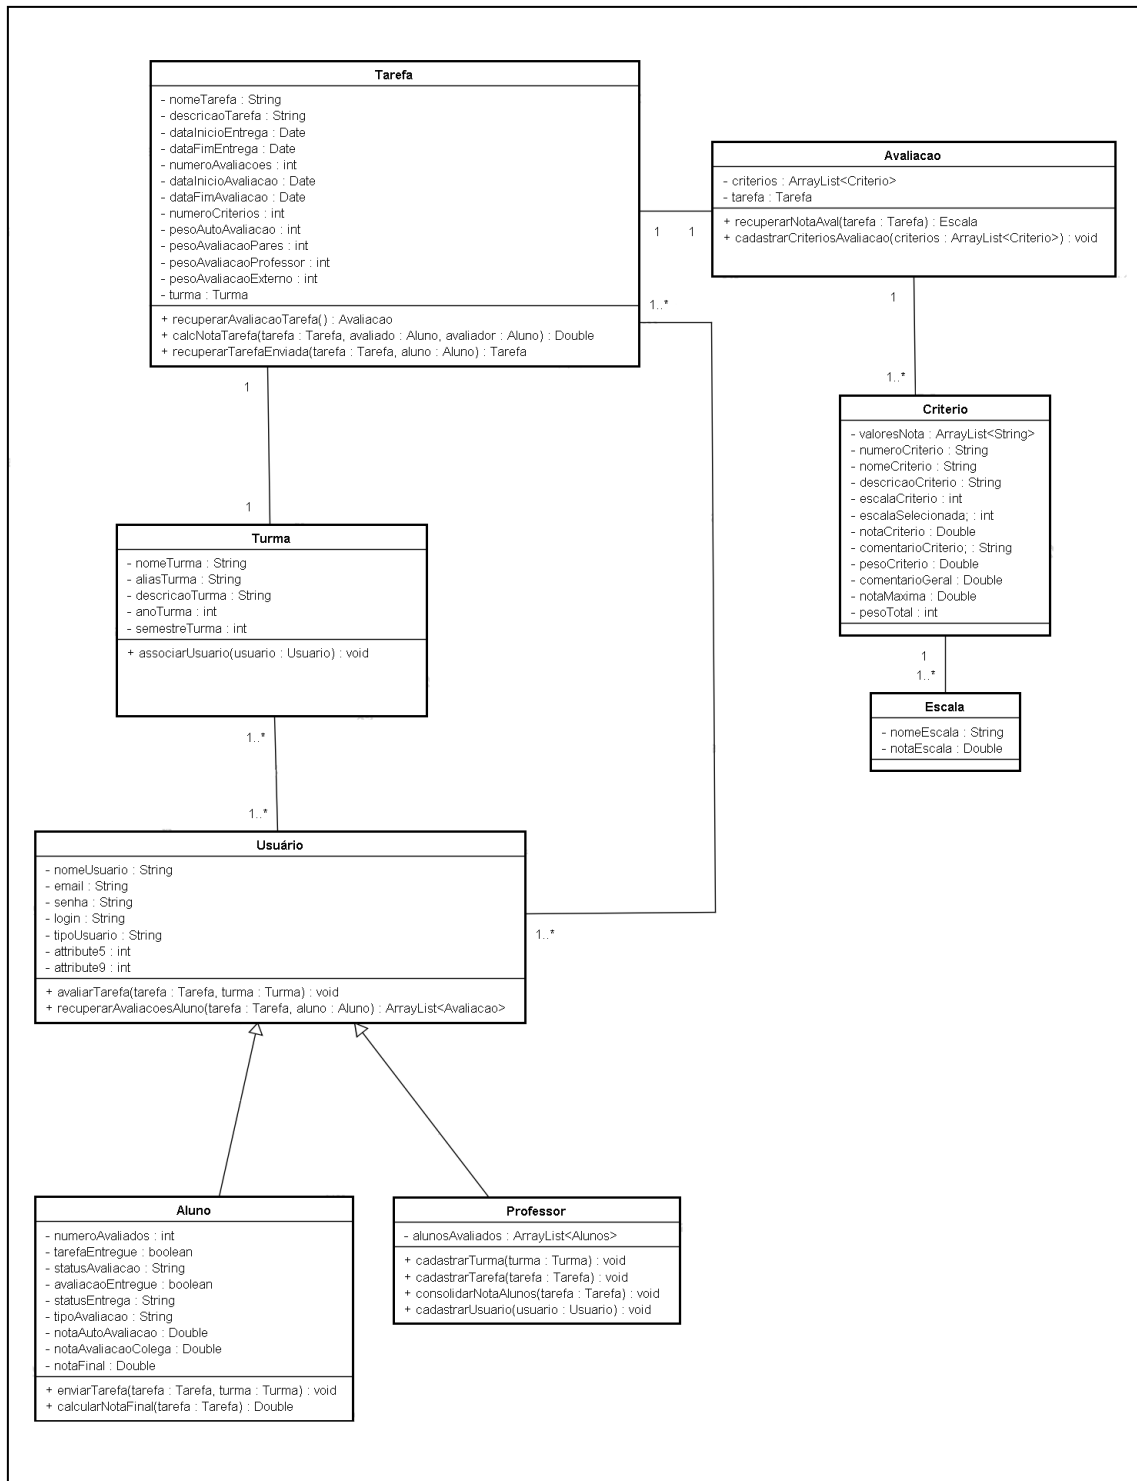 Tarefa
- nomeTarefa : String
- descricaoTarefa : String
- dataInicioEntrega : Date
- dataFimEntrega : Date
- numeroAvaliacoes : int
- dataInicioAvaliacao : Date
- dataFimAvaliacao : Date
- numeroCriterios : int
- pesoAutoAvaliacao : int
- pesoAvaliacaoPares : int
- pesoAvaliacaoProfessor : int
- pesoAvaliacaoExterno : int
- turma : Turma
+ recuperarAvaliacaoTarefa() : Avaliacao
+ calcNotaTarefa(tarefa : Tarefa, avaliado : Aluno, avaliador : Aluno) : Double
+ recuperarTarefaEnviada(tarefa : Tarefa, aluno : Aluno) : Tarefa
1 1
1..*
Avaliacao
- criterios : ArrayList<Criterio>
- tarefa : Tarefa
+ recuperarNotaAval(tarefa : Tarefa) : Escala
+ cadastrarCriteriosAvaliacao(criterios : ArrayList<Criterio>) : void
1
1..*
Criterio
- valoresNota : ArrayList<String>
- numeroCriterio : String
- nomeCriterio : String
- descricaoCriterio : String
- escalaCriterio : int
- escalaSelecionada; : int
- notaCriterio : Double
- comentarioCriterio; : String
- pesoCriterio : Double
- comentarioGeral : Double
- notaMaxima : Double
- pesoTotal : int
1
1..*
Escala
- nomeEscala : String
- notaEscala : Double
1
1
Turma
- nomeTurma : String
- aliasTurma : String
- descricaoTurma : String
- anoTurma : int
- semestreTurma : int
+ associarUsuario(usuario : Usuario) : void
1..*
1..*
Usuário
- nomeUsuario : String
- email : String
- senha : String
- login : String
- tipoUsuario : String
- attribute5 : int
- attribute9 : int
+ avaliarTarefa(tarefa : Tarefa, turma : Turma) : void
+ recuperarAvaliacoesAluno(tarefa : Tarefa, aluno : Aluno) : ArrayList<Avaliacao>
1..*
Aluno
- numeroAvaliados : int
- tarefaEntregue : boolean
- statusAvaliacao : String
- avaliacaoEntregue : boolean
- statusEntrega : String
- tipoAvaliacao : String
- notaAutoAvaliacao : Double
- notaAvaliacaoColega : Double
- notaFinal : Double
+ enviarTarefa(tarefa : Tarefa, turma : Turma) : void
+ calcularNotaFinal(tarefa : Tarefa) : Double
Professor
- alunosAvaliados : ArrayList<Alunos>
+ cadastrarTurma(turma : Turma) : void
+ cadastrarTarefa(tarefa : Tarefa) : void
+ consolidarNotaAlunos(tarefa : Tarefa) : void
+ cadastrarUsuario(usuario : Usuario) : void